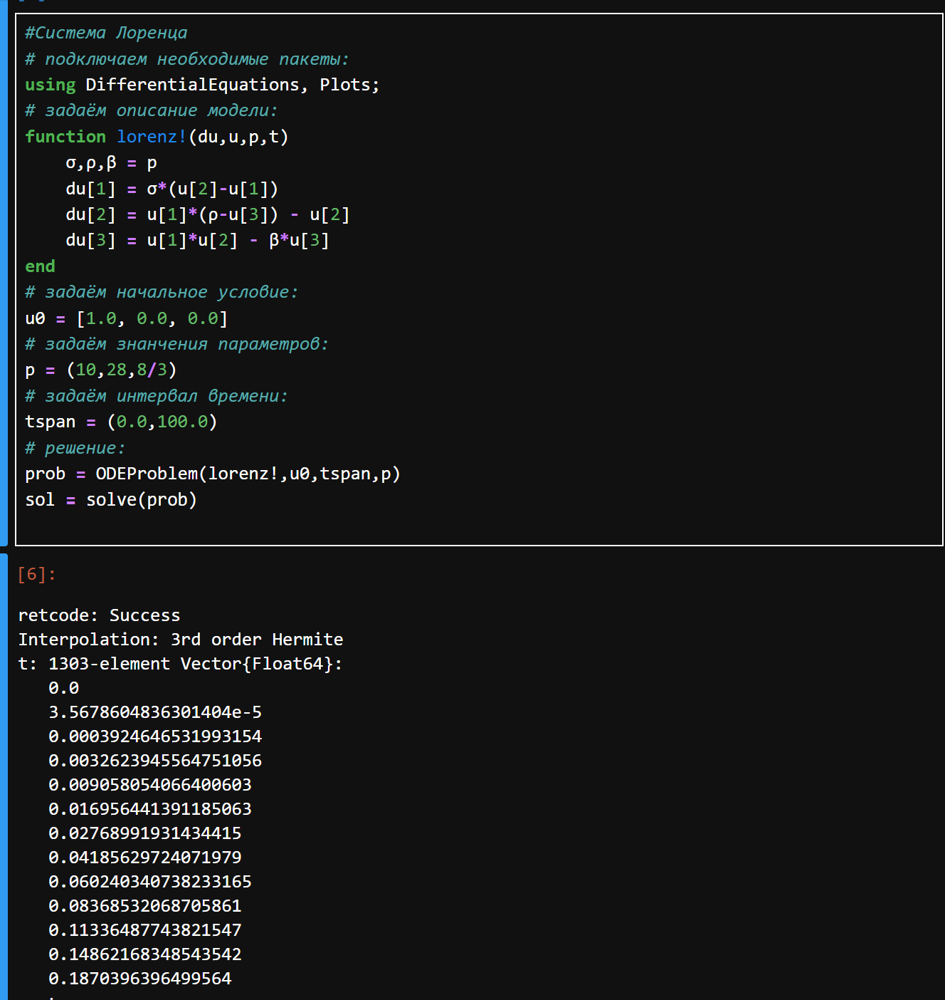 #Система Лоренца
# подключаем необходимые пакеты:
using DifferentialEquations, Plots;
# задаём описание модели:
function lorenz!(du,u,p,t)
    σ,ρ,β = p
    du[1] = σ*(u[2]-u[1])
    du[2] = u[1]*(ρ-u[3]) - u[2]
    du[3] = u[1]*u[2] - β*u[3]
end
# задаём начальное условие:
u0 = [1.0, 0.0, 0.0]
# задаём знанчения параметров:
p = (10,28,8/3)
# задаём интервал времени:
tspan = (0.0,100.0)
# решение:
prob = ODEProblem(lorenz!,u0,tspan,p)
sol = solve(prob)
[6]:
retcode: Success
Interpolation: 3rd order Hermite
t: 1303-element Vector{Float64}:
   0.0
   3.5678604836301404e-5
   0.0003924646531993154
   0.0032623945564751056
   0.009058054066400603
   0.016956441391185063
   0.02768991931434415
   0.04185629724071979
   0.060240340738233165
   0.08368532068705861
   0.11336487743821547
   0.14862168348543542
   0.1870396396499564